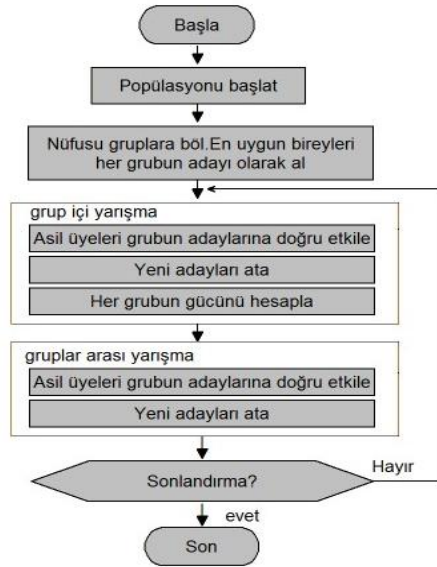 Başla
Popülasyonu başlat
Nüfusu gruplara böl.En uygun bireyleri
her grubun adayı olarak al
grup içi yarışma
Asil üyeleri grubun adaylarına doğru etkile
Yeni adayları ata
Her grubun gücünü hesapla
gruplar arası yarışma
Asil üyeleri grubun adaylarına doğru etkile
Yeni adayları ata
Sonlandırma?
Hayır
evet
Son